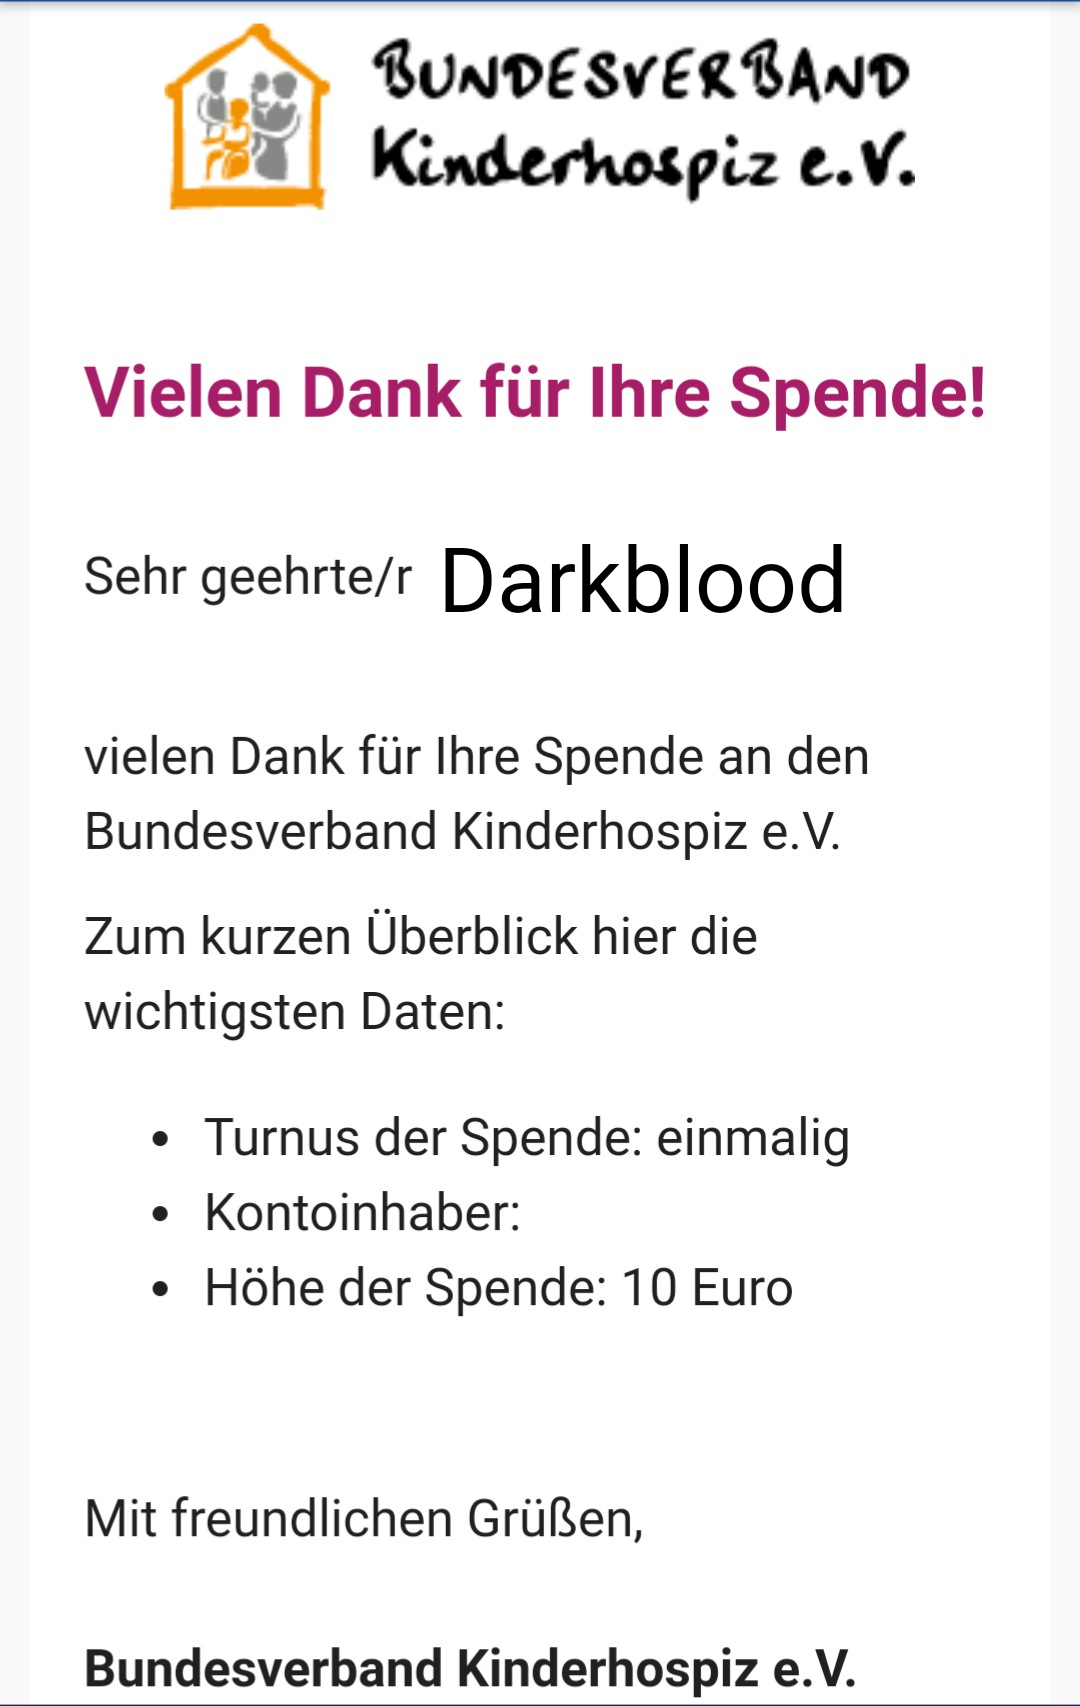 BUNDESVERBAND
Kinderhospiz e.V.
Vielen Dank für Ihre Spende!
Sehr geehrte/r Darkblood
vielen Dank für Ihre Spende an den
Bundesverband Kinderhospiz e.V.
Zum kurzen Überblick hier die
wichtigsten Daten:
• Turnus der Spende: einmalig
• Kontoinhaber:
• Höhe der Spende: 10 Euro
Mit freundlichen Grüßen,
Bundesverband Kinderhospiz e.V.